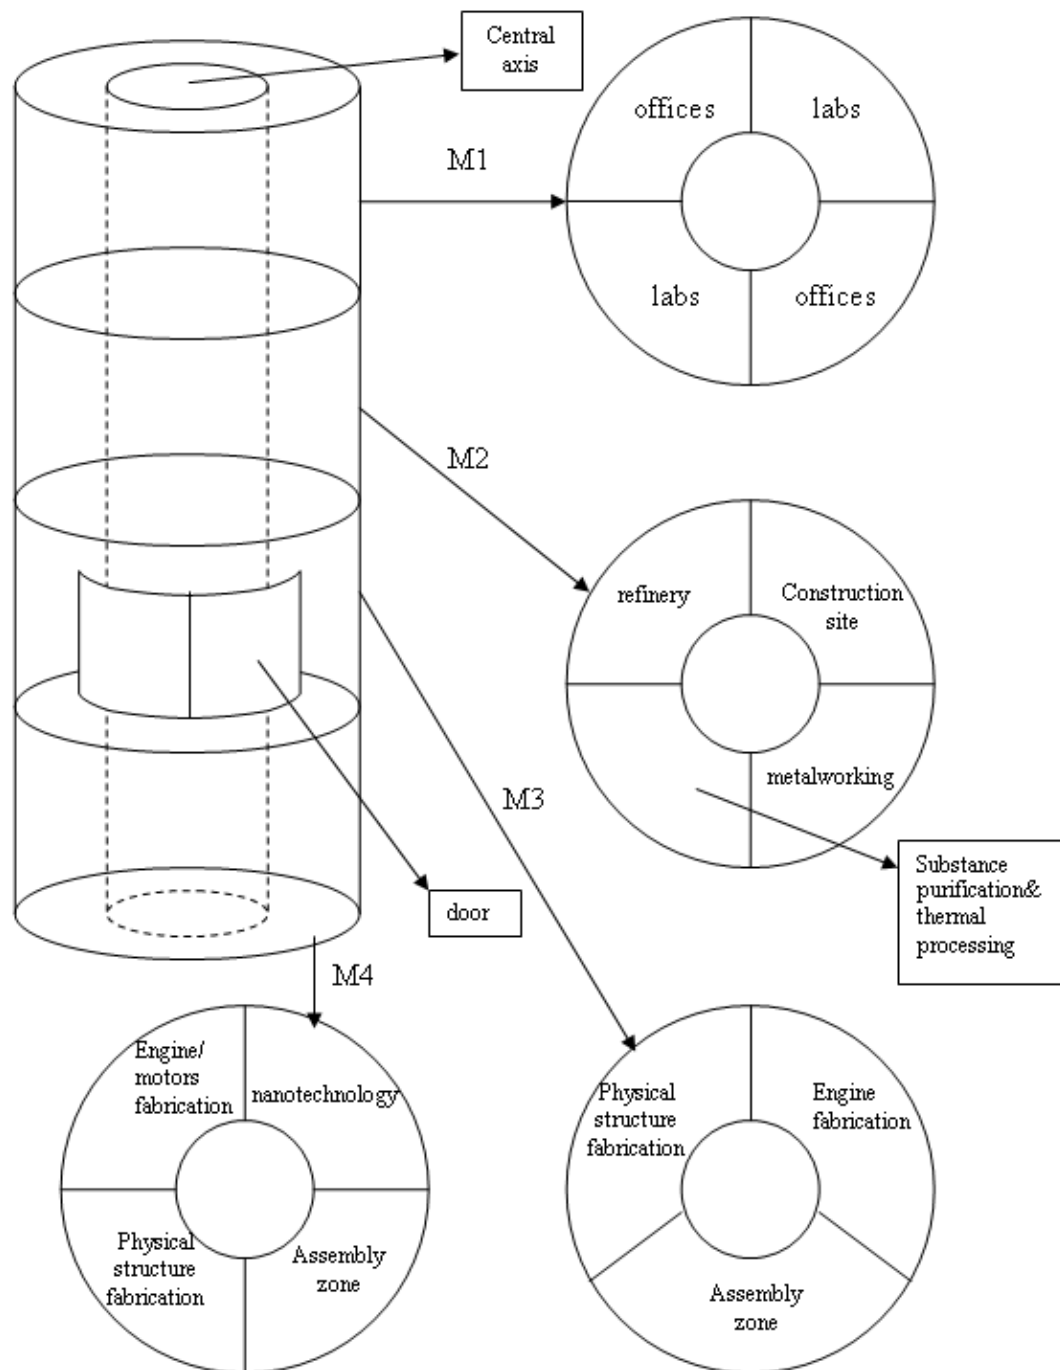 Central
axis
M1
offices
labs
labs
offices
M2
refinery
Construction
site
metalworking
Substance
purification&
thermal
processing
M3
door
M4
Engine/
motors
fabrication
nanotechnology
Physical
structure
fabrication
Assembly
zone
Physical
structure
fabrication
Engine
fabrication
Assembly
zone